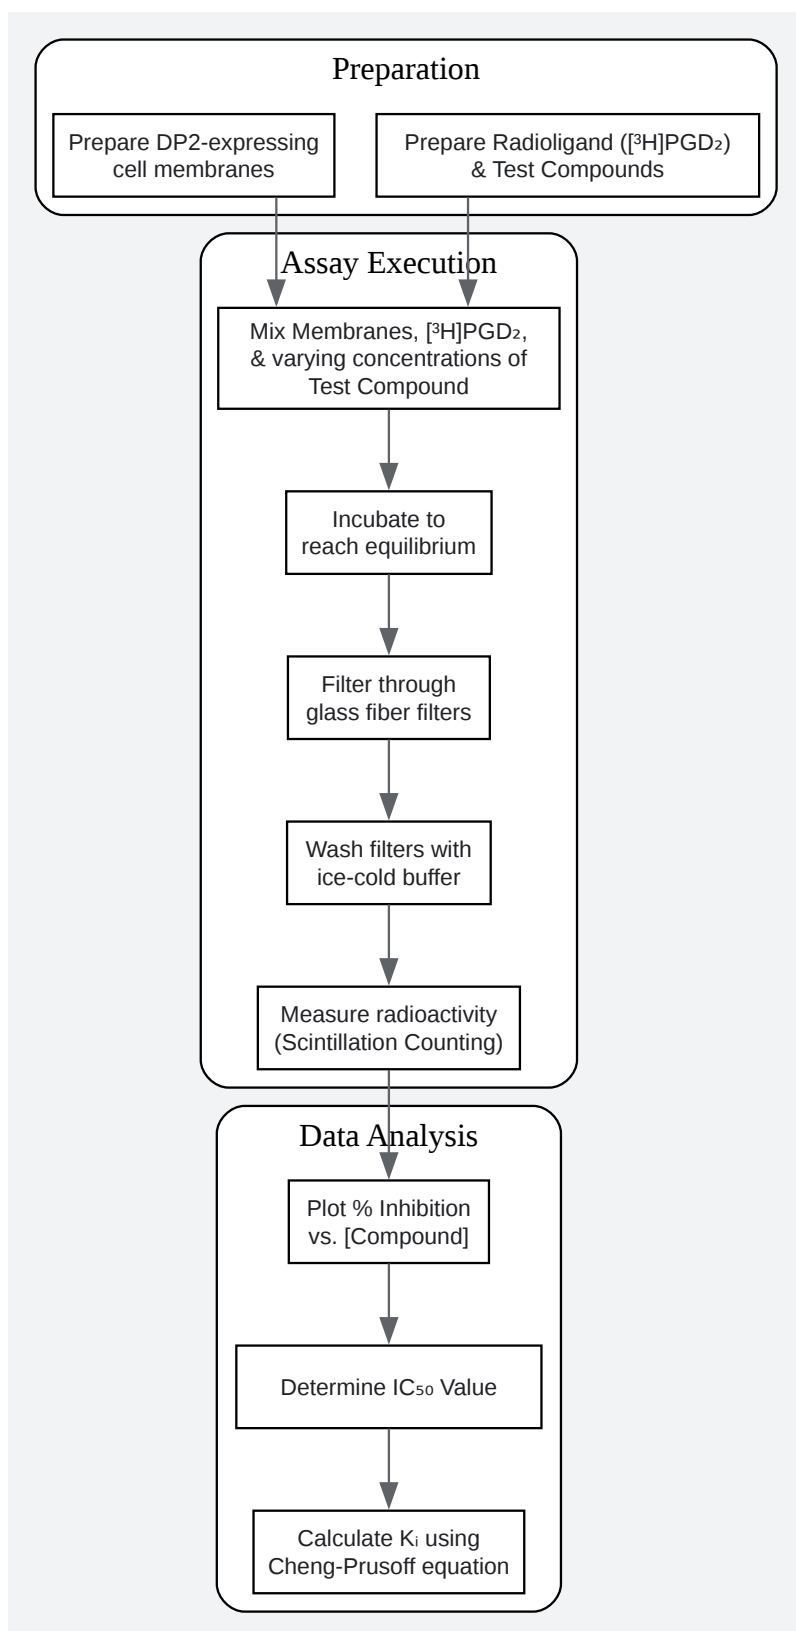 Preparation
Prepare DP2-expressing
cell membranes
Prepare Radioligand ([³H]PGD₂)
& Test Compounds
Assay Execution
Mix Membranes, [³H]PGD₂,
& varying concentrations of
Test Compound
Incubate to
reach equilibrium
Filter through
glass fiber filters
Wash filters with
ice-cold buffer
Measure radioactivity
(Scintillation Counting)
Data Analysis
Plot % Inhibition
vs. [Compound]
Determine IC₅₀ Value
Calculate Kᵢ using
Cheng-Prusoff equation